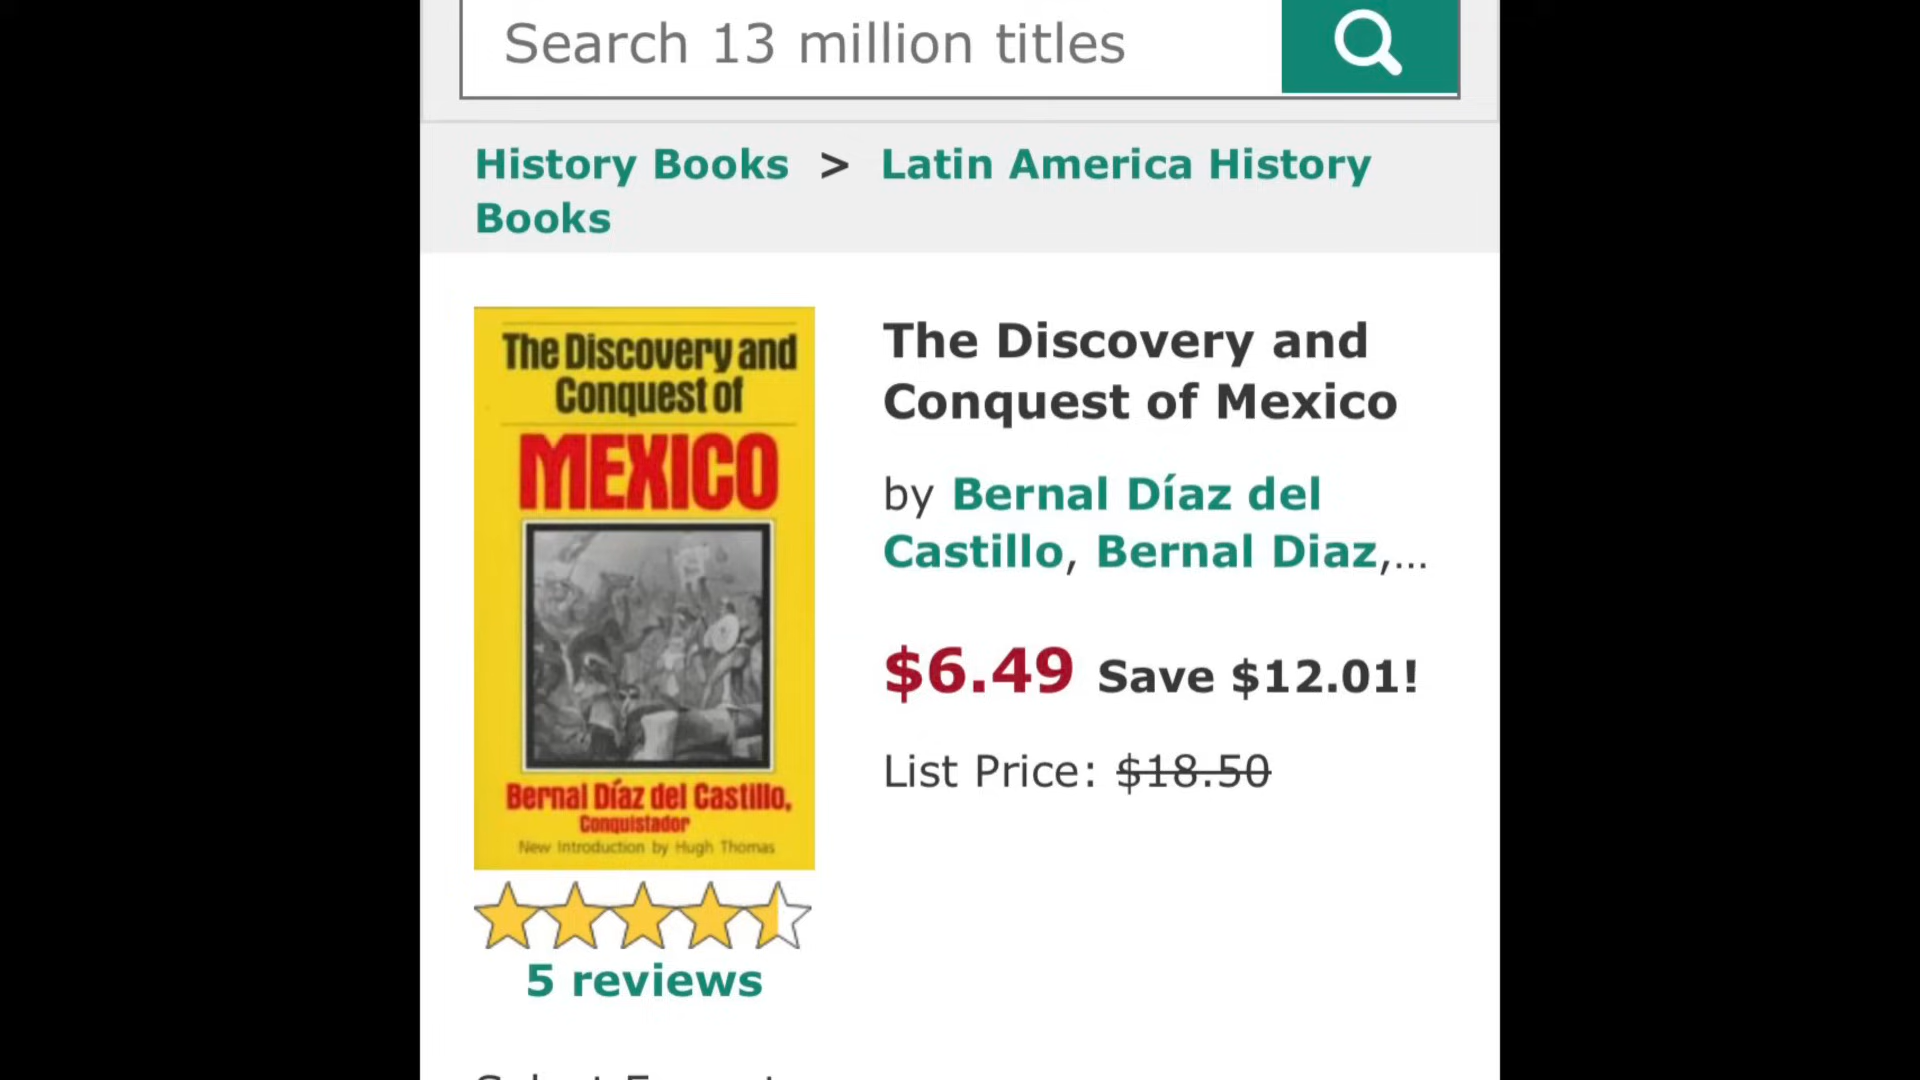 Search 13 million titles
History Books > Latin America History
Books
The Discovery and
Conquest of
MEXICO
Bernal Díaz del Castillo,
Conquistador
New Introduction by Hugh Thomas
5 reviews
The Discovery and
Conquest of Mexico
by Bernal Díaz del
Castillo, Bernal Diaz,...
$6.49 Save $12.01!
List Price: $18.50